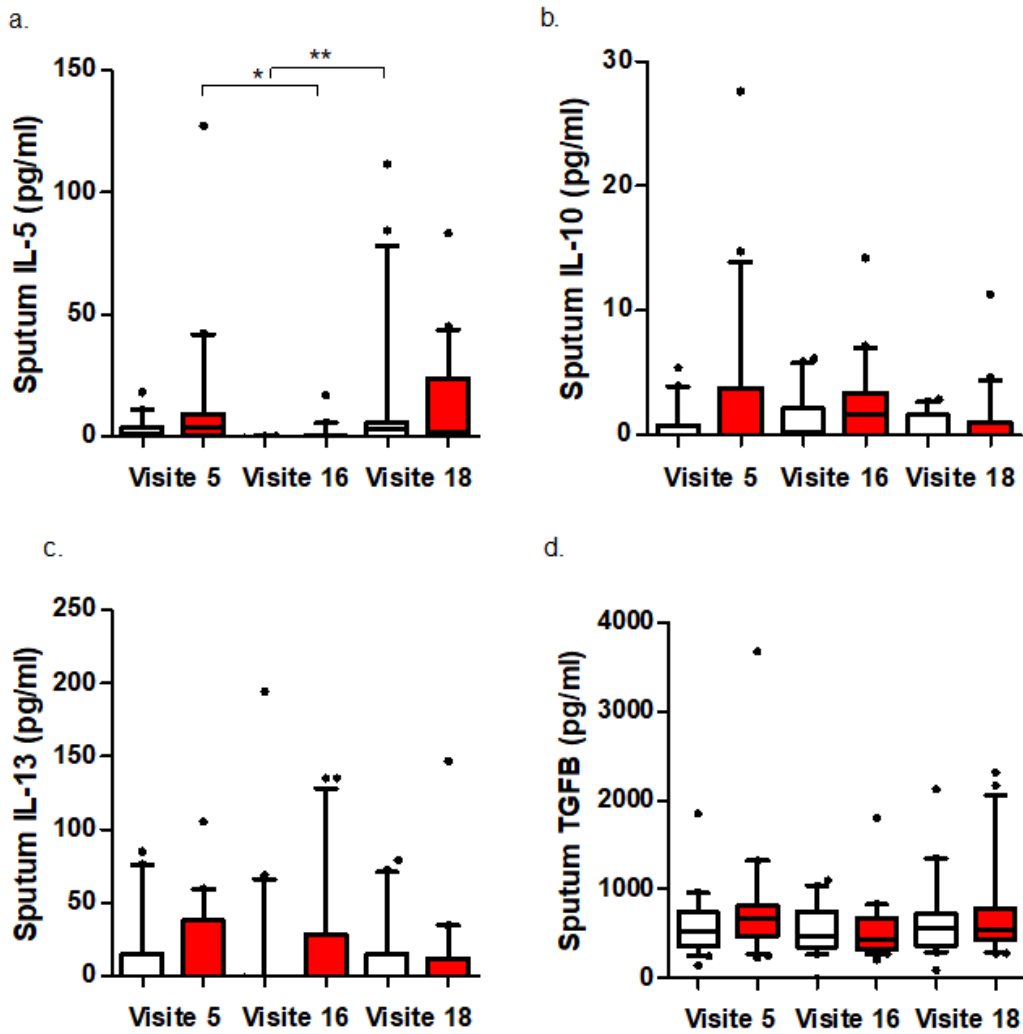 a.
**
*
150
100
50
0
Sputum IL-5 (pg/ml)
Visite 5 Visite 16 Visite 18
b.
30
20
10
0
Sputum IL-10 (pg/ml)
Visite 5 Visite 16 Visite 18
c.
250
200
150
100
50
0
Sputum IL-13 (pg/ml)
Visite 5 Visite 16 Visite 18
d.
4000
3000
2000
1000
0
Sputum TGFB (pg/ml)
Visite 5 Visite 16 Visite 18